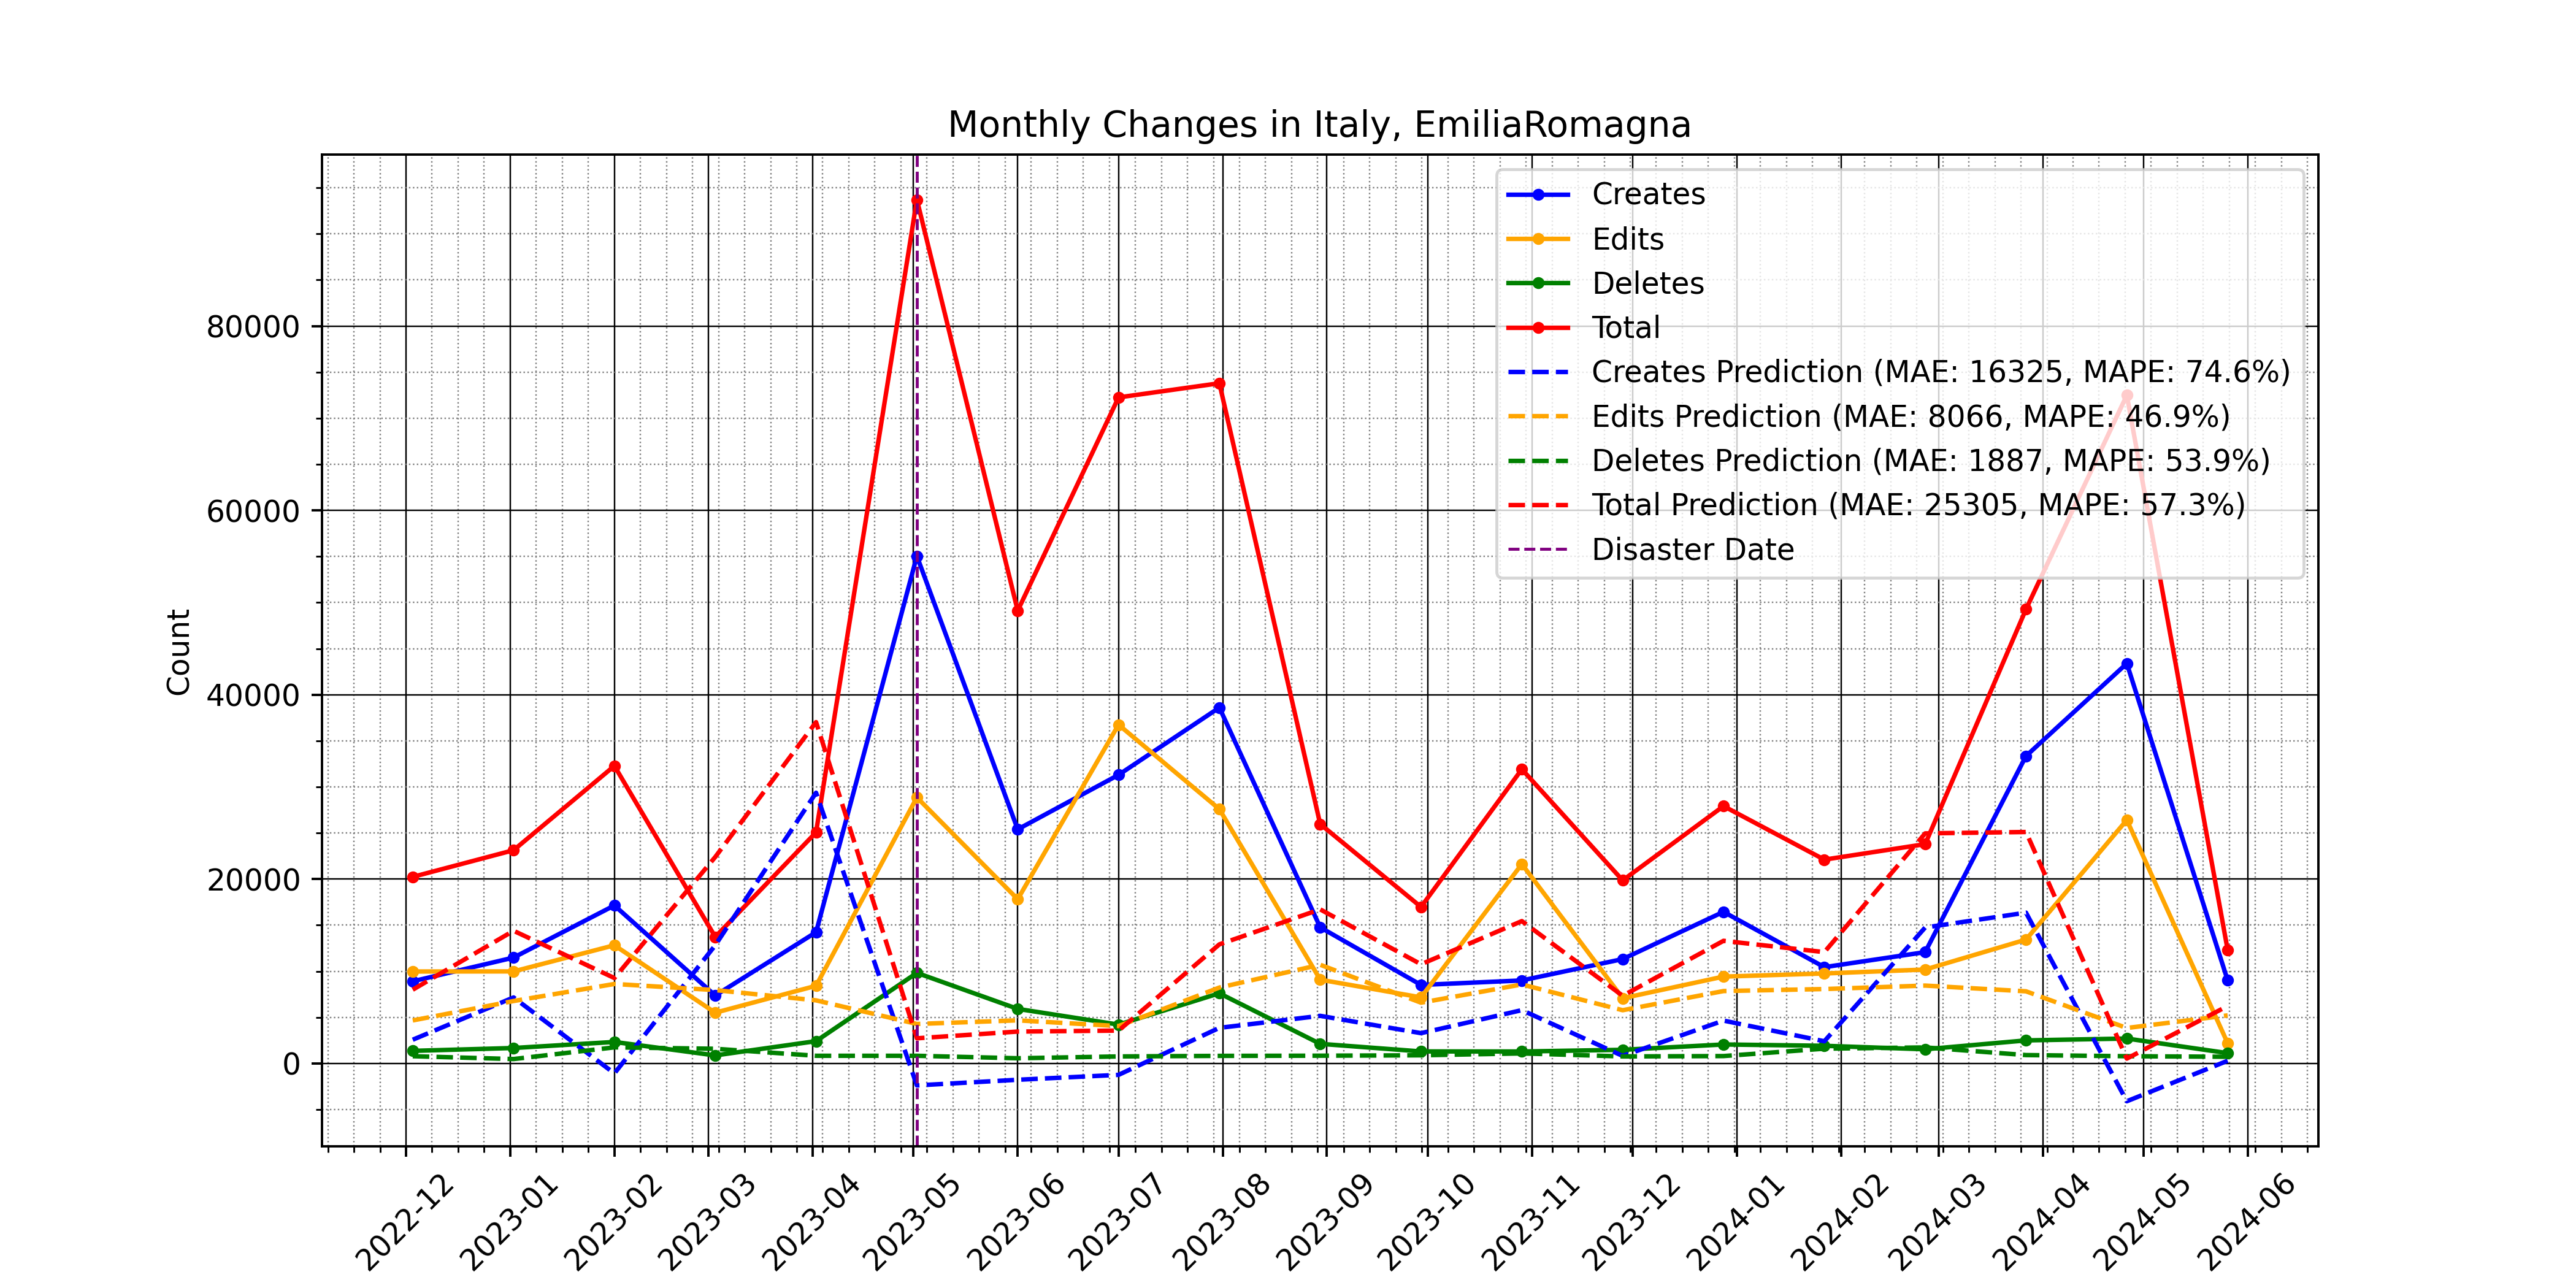 Monthly Changes in Italy, EmiliaRomagna
Creates
Edits
Deletes
Total
Creates Prediction (MAE: 16325, MAPE: 74.6%)
Edits Prediction (MAE: 8066, MAPE: 46.9%)
Deletes Prediction (MAE: 1887, MAPE: 53.9%)
Total Prediction (MAE: 25305, MAPE: 57.3%)
Disaster Date
Count
80000
60000
40000
20000
0
2022-12
2023-01
2023-02
2023-03
2023-04
2023-05
2023-06
2023-07
2023-08
2023-09
2023-10
2023-11
2023-12
2024-01
2024-02
2024-03
2024-04
2024-05
2024-06